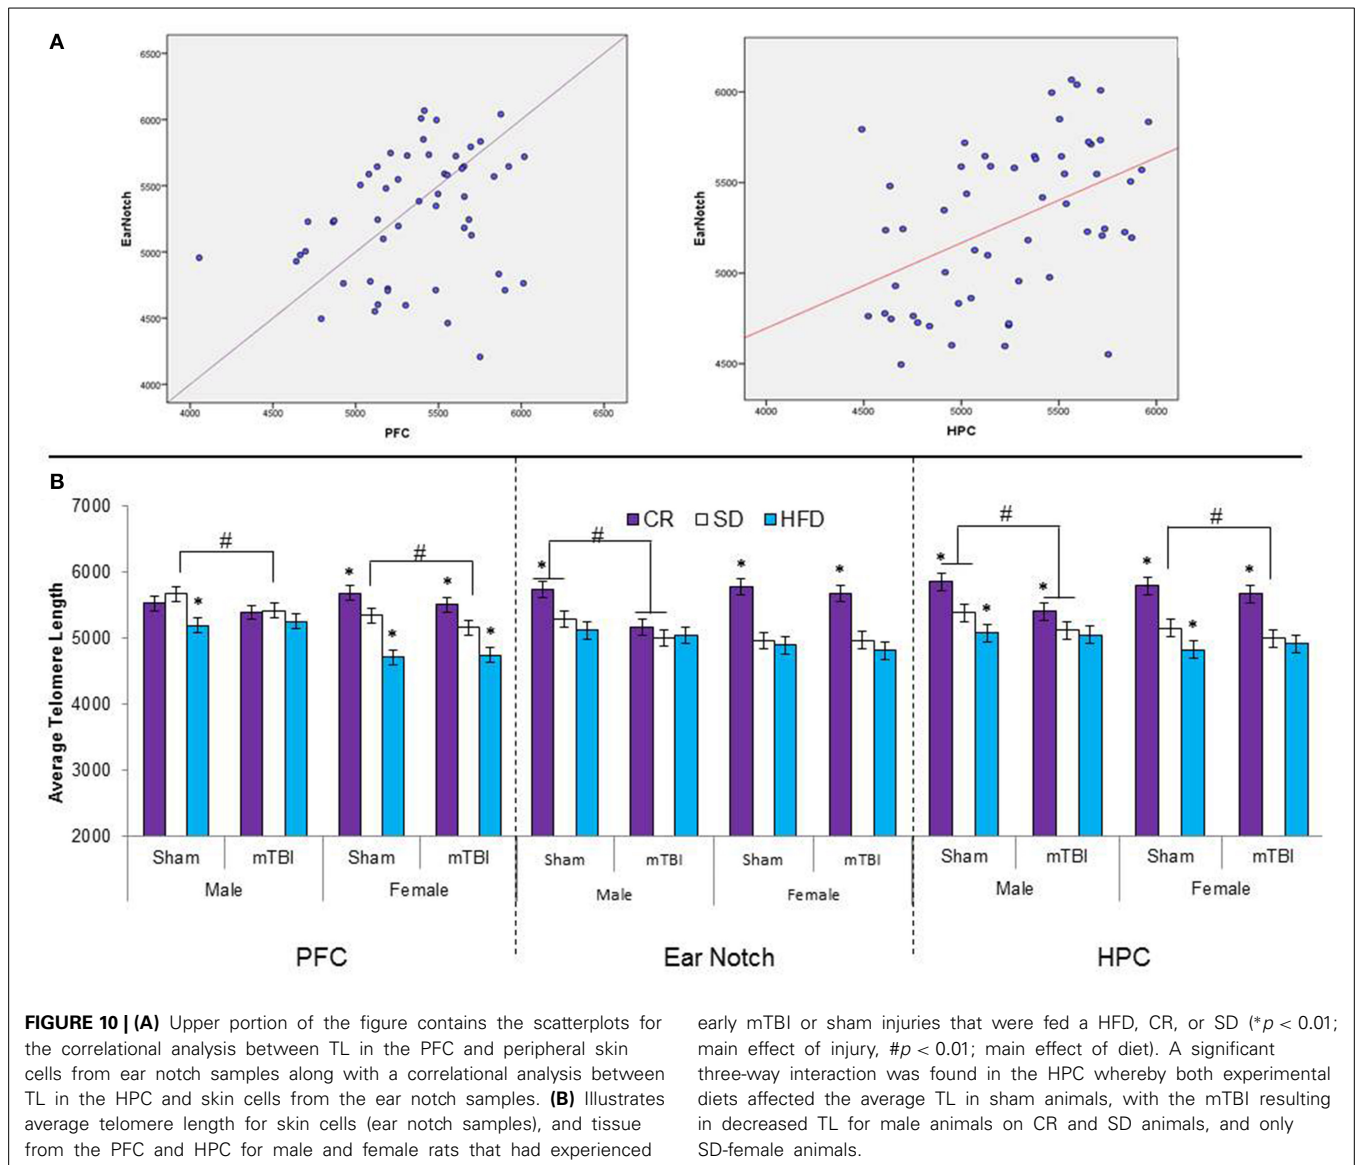 A
6500
6000
5500
5000
4500
4000
EarNotch
4000 4500 5000 5500 6000 6500
PFC
6000
5500
5000
4500
EarNotch
4000 4500 5000 5500 6000
HPC
B
7000
6000
5000
4000
3000
2000
Average Telomere Length
CR SD HFD
# # # # #
* * * * * * * * * * * * * *
Sham mTBI Sham mTBI Sham mTBI Sham mTBI Sham mTBI Sham mTBI
Male Female Male Female Male Female
PFC Ear Notch HPC
FIGURE 10 | (A) Upper portion of the figure contains the scatterplots for
the correlational analysis between TL in the PFC and peripheral skin
cells from ear notch samples along with a correlational analysis between
TL in the HPC and skin cells from the ear notch samples. (B) Illustrates
average telomere length for skin cells (ear notch samples), and tissue
from the PFC and HPC for male and female rats that had experienced
early mTBI or sham injuries that were fed a HFD, CR, or SD (*p < 0.01;
main effect of injury, #p < 0.01; main effect of diet). A significant
three-way interaction was found in the HPC whereby both experimental
diets affected the average TL in sham animals, with the mTBI resulting
in decreased TL for male animals on CR and SD animals, and only
SD-female animals.